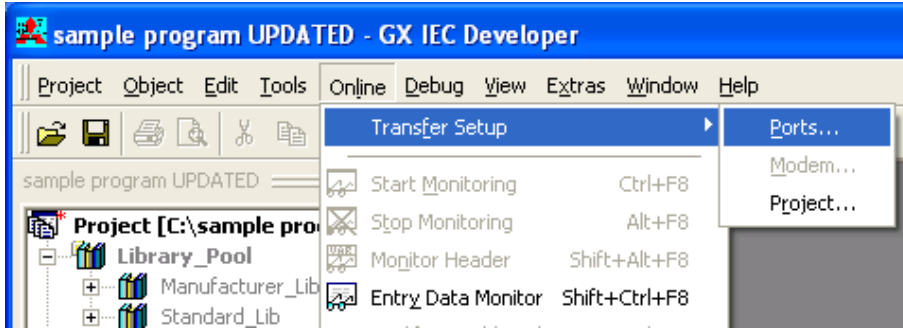 sample program UPDATED - GX IEC Developer
Project Object Edit Tools Online Debug View Extras Window Help
Transfer Setup
Ports...
Modem...
Project...
sample program UPDATED
Start Monitoring Ctrl+F8
Stop Monitoring Alt+F8
Monitor Header Shift+Alt+F8
Entry Data Monitor Shift+Ctrl+F8
Project [C:\sample pro
Library_Pool
Manufacturer_Lib
Standard_Lib